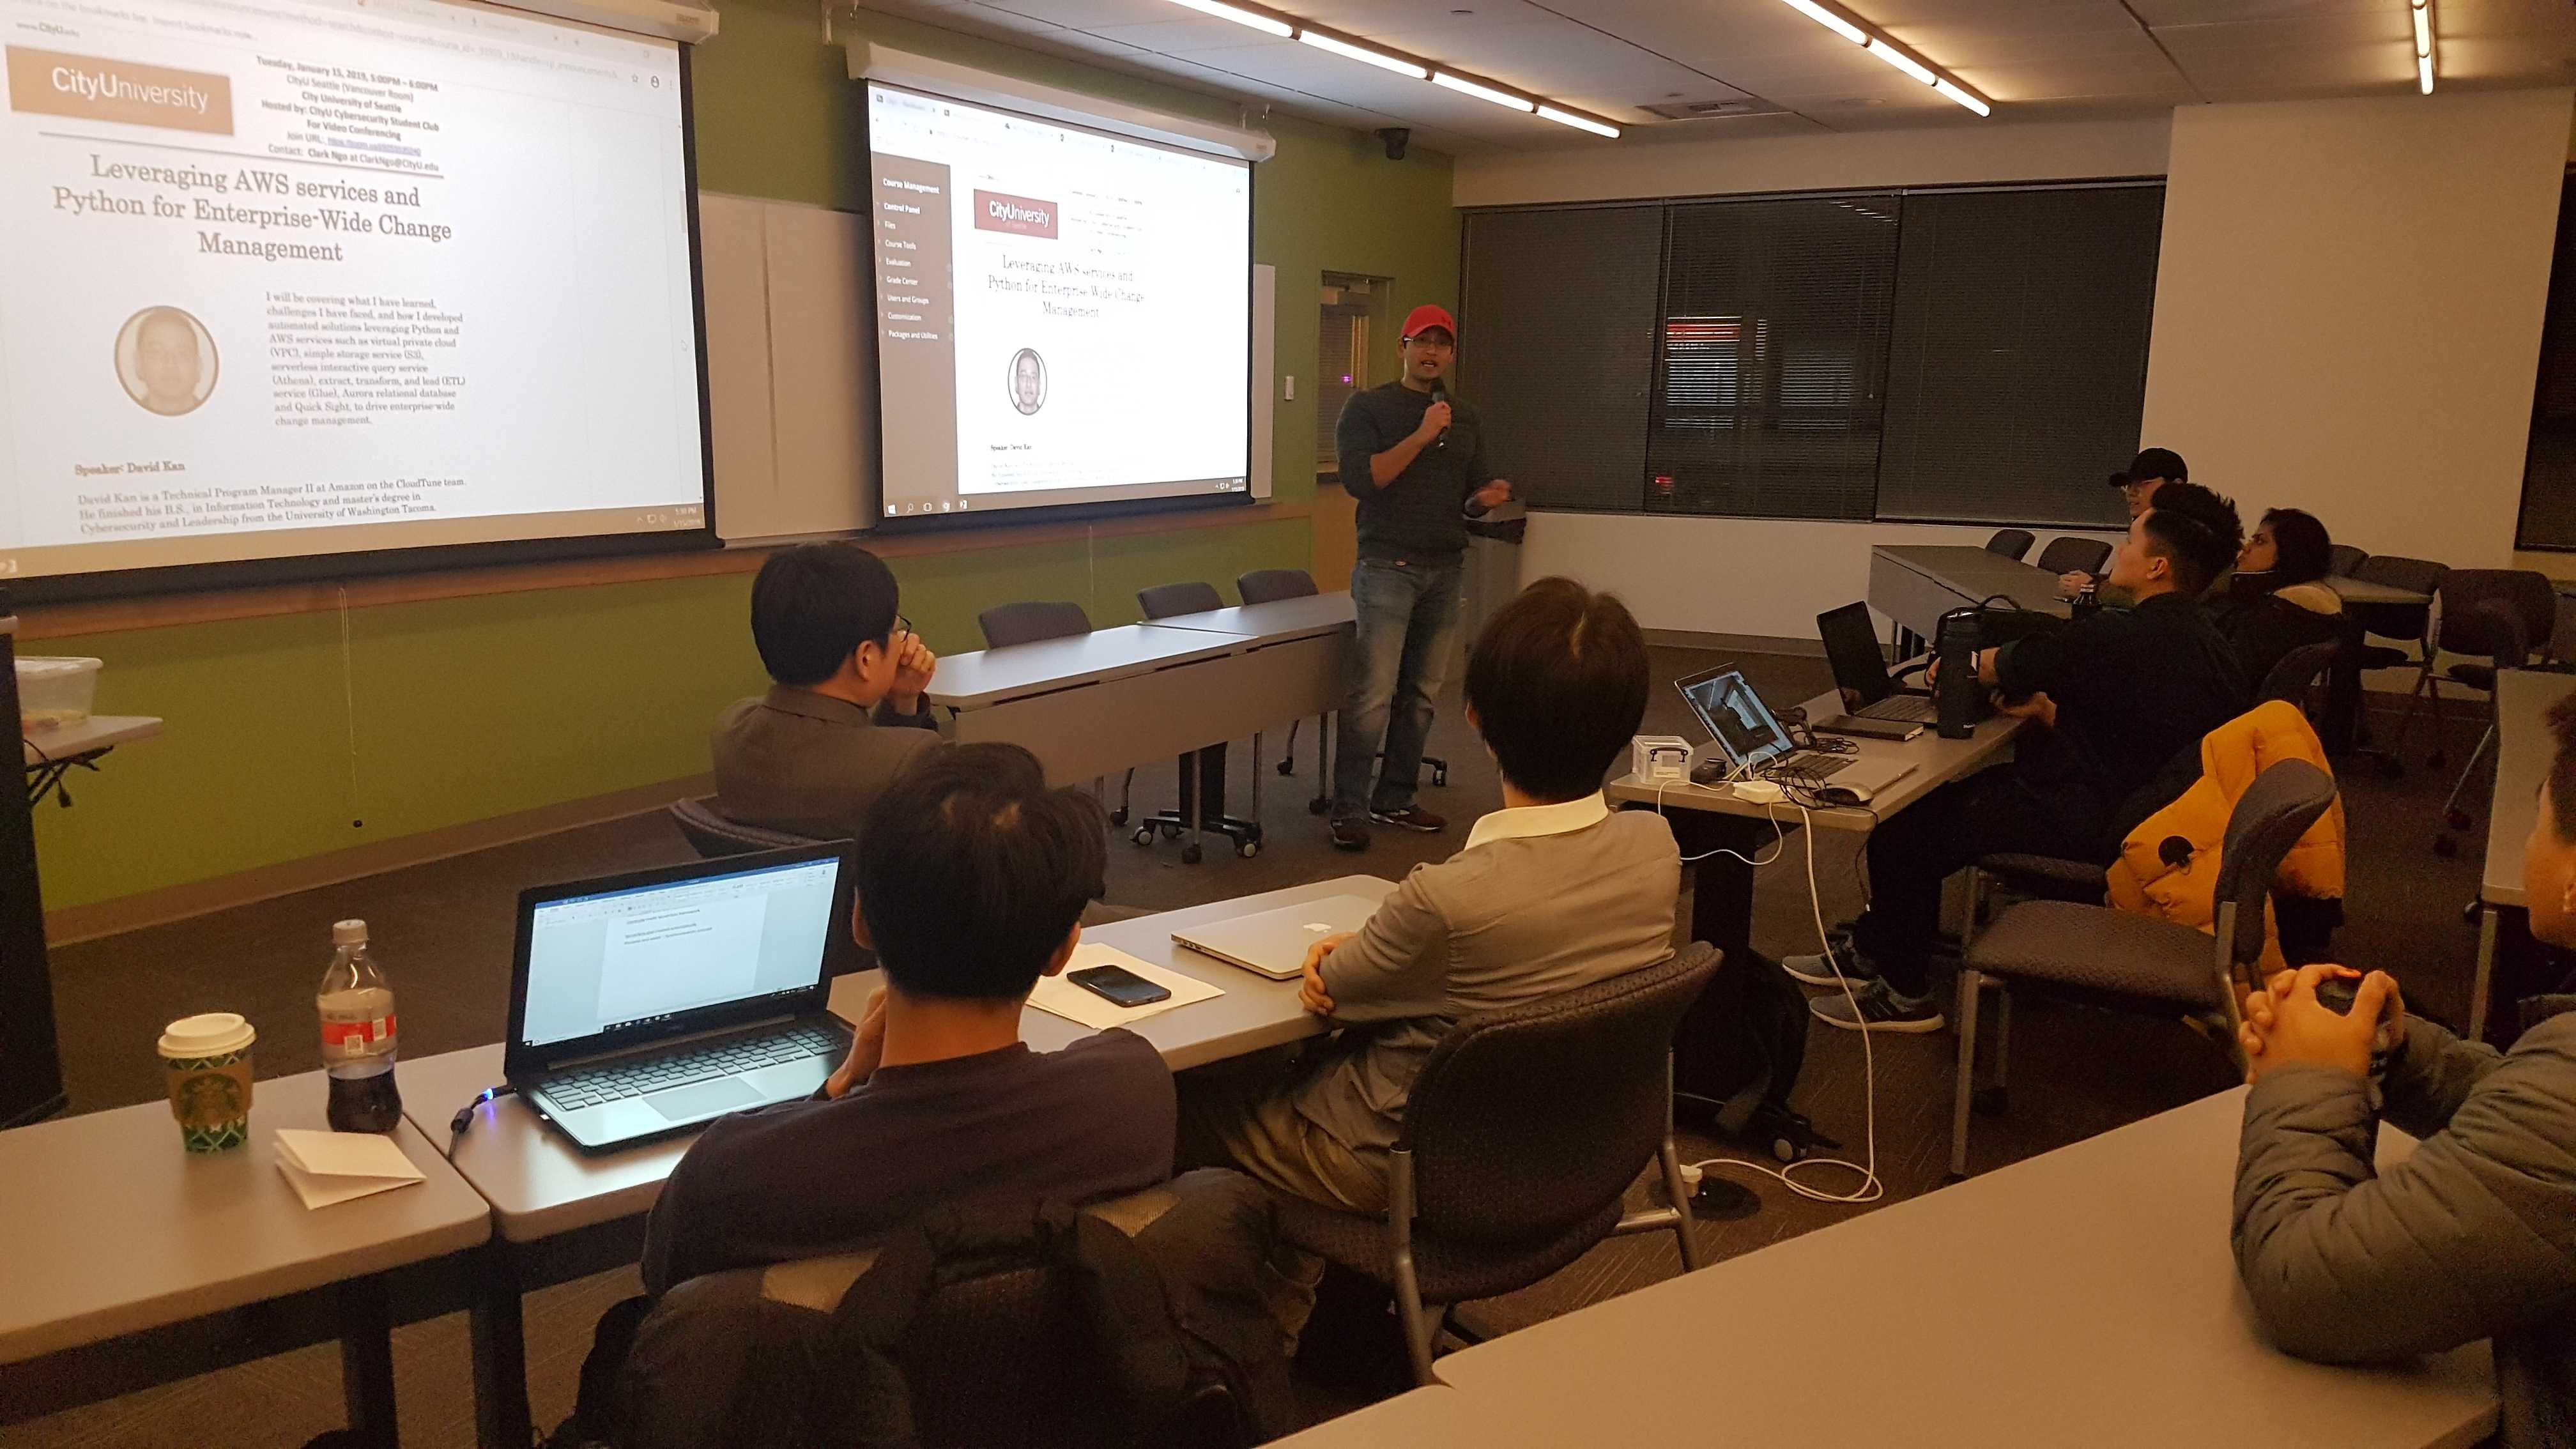 www.CityU.edu
CityUniversity
Tuesday, January 15, 2019, 5:00PM – 6:00PM
CityU Seattle (Vancouver Room)
City University of Seattle
Hosted by: CityU Cybersecurity Student Club
For Video Conferencing
Join URL:
Contact: Clark Ngo at ClarkNgo@CityU.edu
Leveraging AWS services and
Python for Enterprise-Wide Change
Management
I will be covering what I have learned,
challenges I have faced, and how I developed
automated solutions leveraging Python and
AWS services such as virtual private cloud
(VPC), simple storage service (S3),
serverless interactive query service
(Athena), extract, transform, and load (ETL)
service (Glue), Aurora relational database
and Quick Sight, to drive enterprise-wide
change management.
Speaker: David Kan
David Kan is a Technical Program Manager II at Amazon on the CloudTune team.
He finished his B.S., in Information Technology and master's degree in
Cybersecurity and Leadership from the University of Washington Tacoma.
Course Management
Control Panel
Files
Course Tools
Evaluation
Grade Center
Users and Groups
Customization
Packages and Utilities
CityUniversity
of Seattle
Leveraging AWS services and
Python for Enterprise-Wide Change
Management
Speaker: David Kan